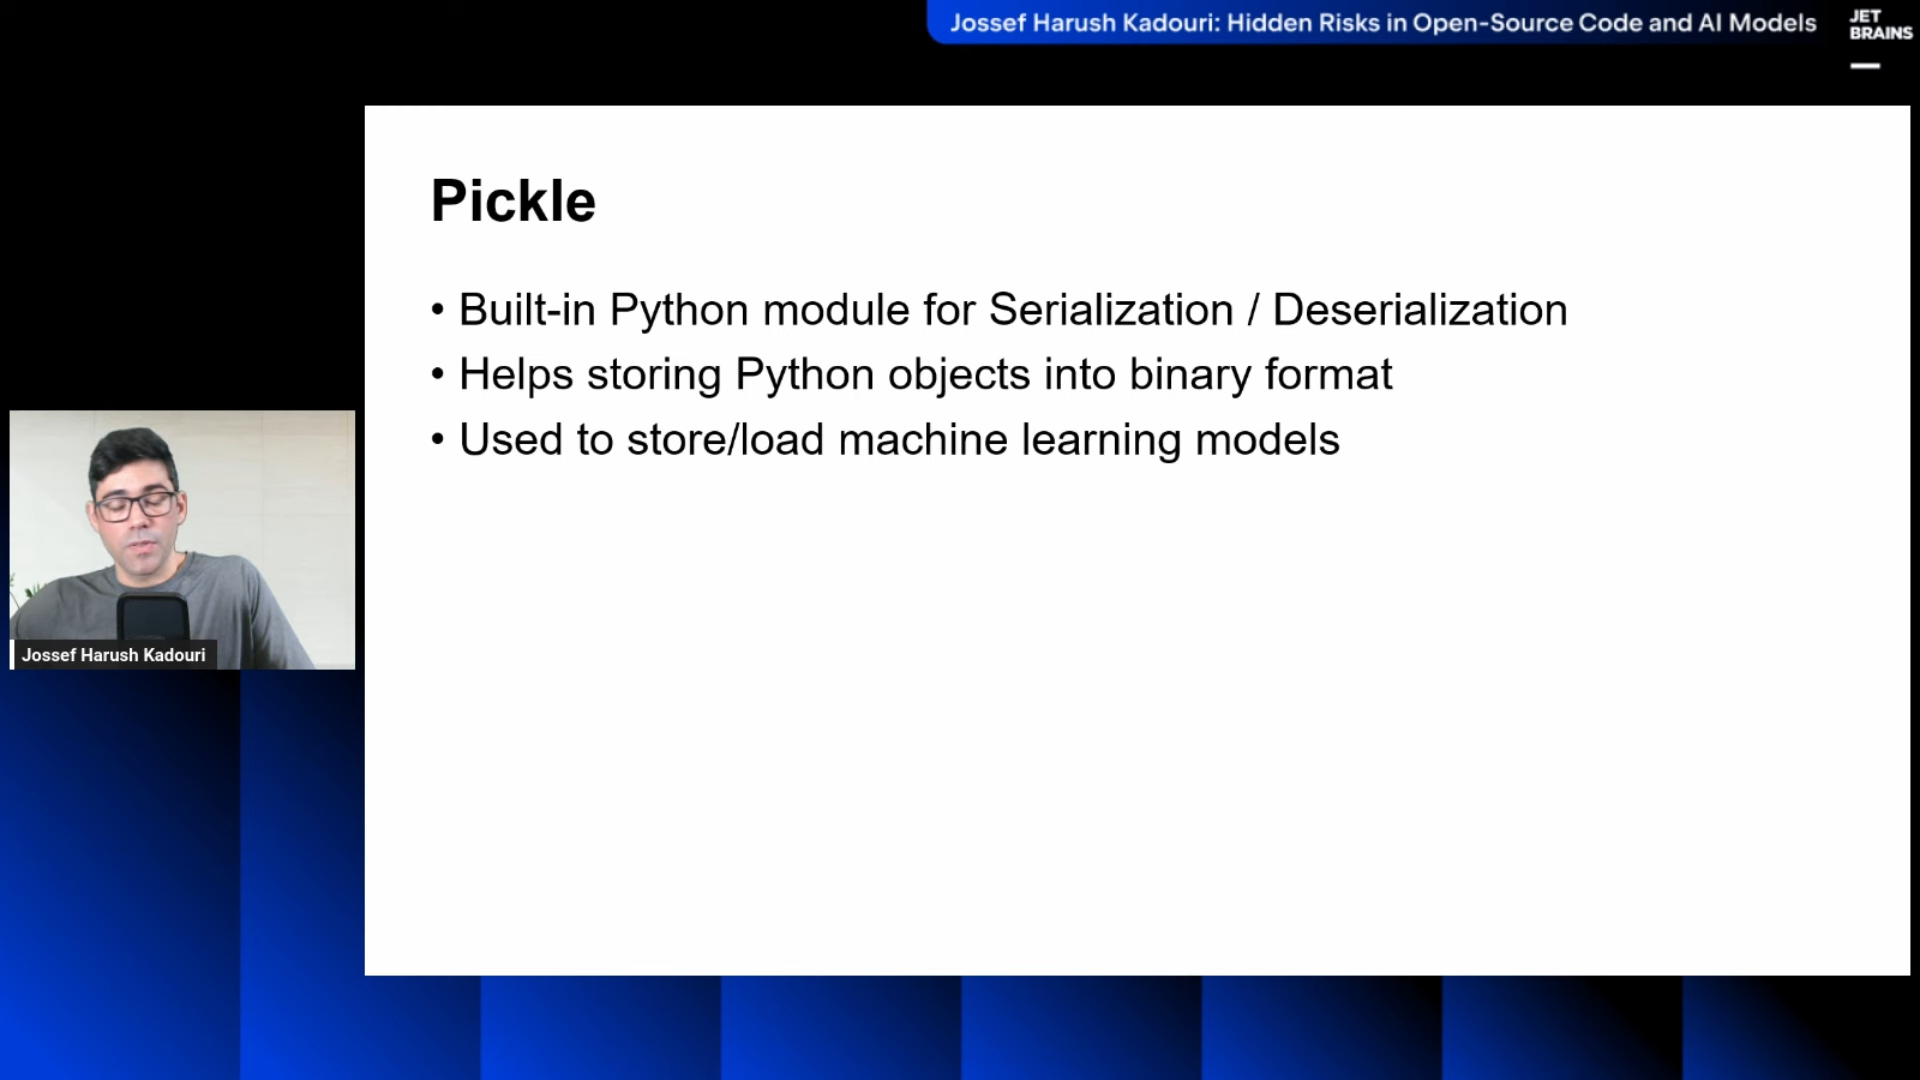 Jossef Harush Kadouri: Hidden Risks in Open-Source Code and AI Models
JET
BRAINS
Pickle
• Built-in Python module for Serialization / Deserialization
• Helps storing Python objects into binary format
• Used to store/load machine learning models
Jossef Harush Kadouri